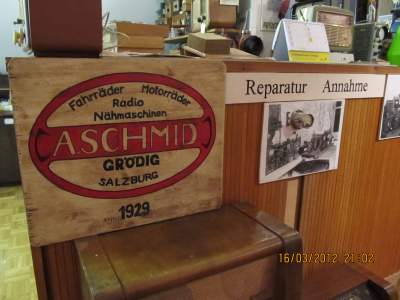 Fahrräder Motorräder
Radio
Nähmaschinen
ASCHMID
GRÖDIG
SALZBURG
1929
Reparatur Annahme
16/03/2012 21:02